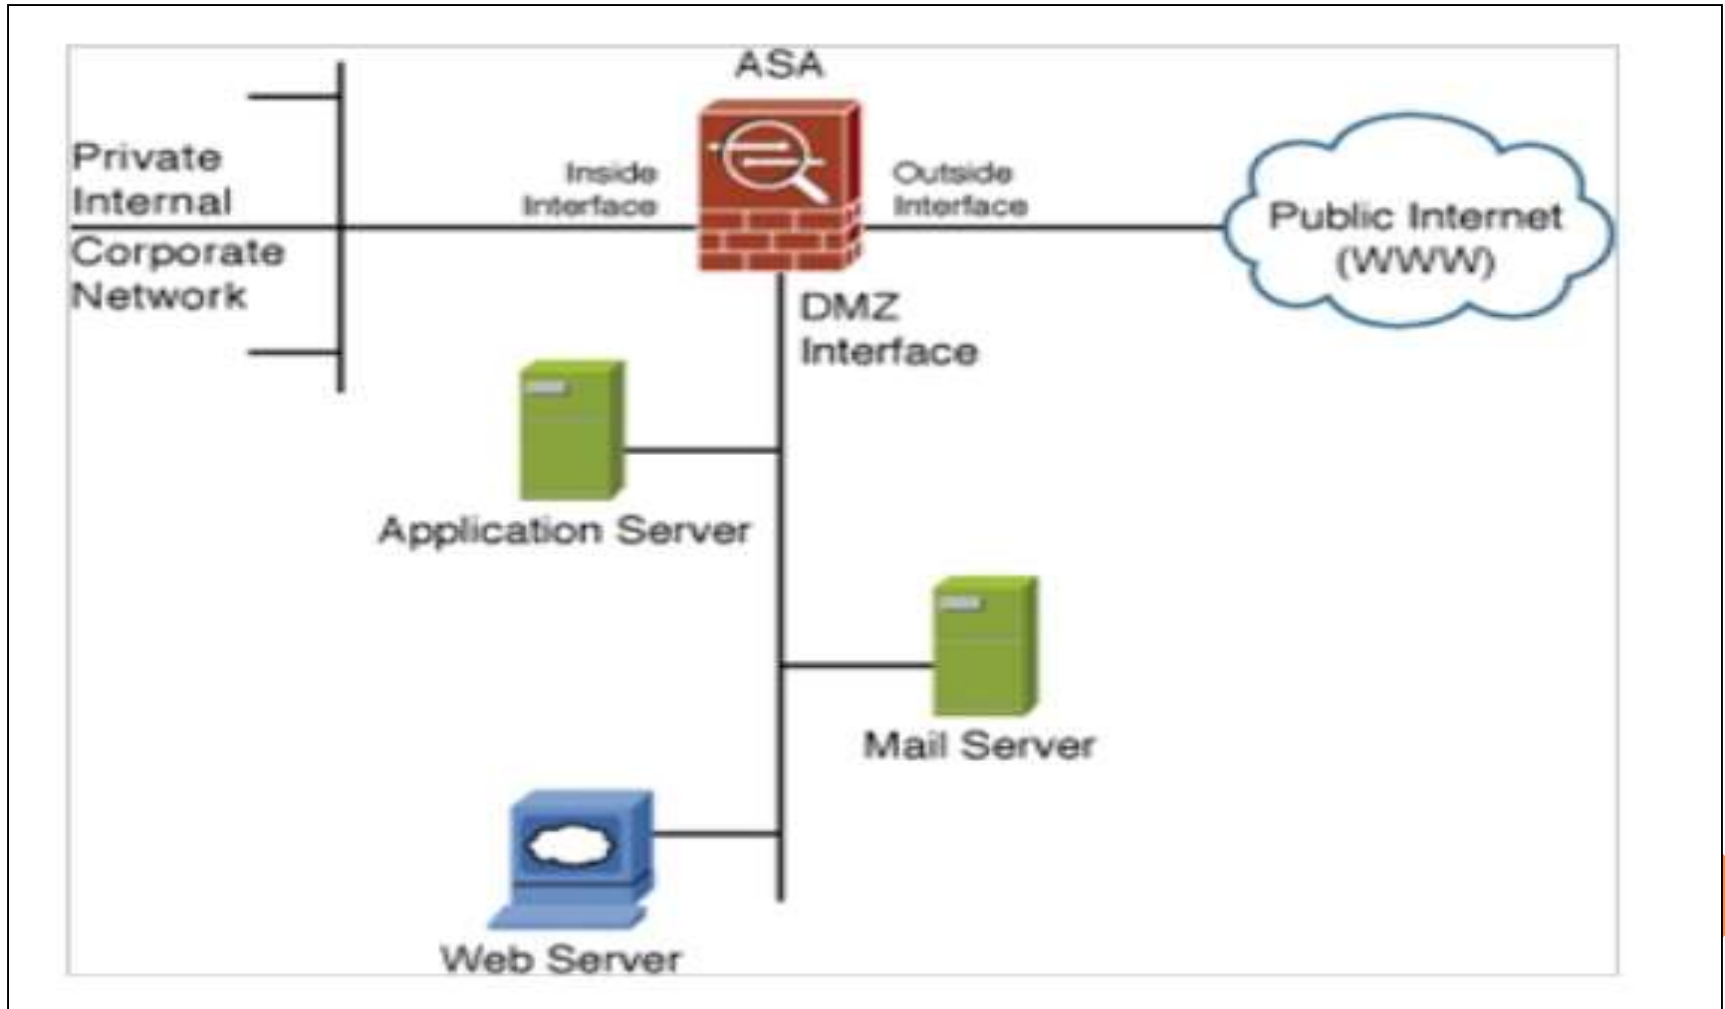 ASA
Private
Internal
Corporate
Network
Inside
Interface
Outside
Interface
Public Internet
(WWW)
DMZ
Interface
Application Server
Mail Server
Web Server